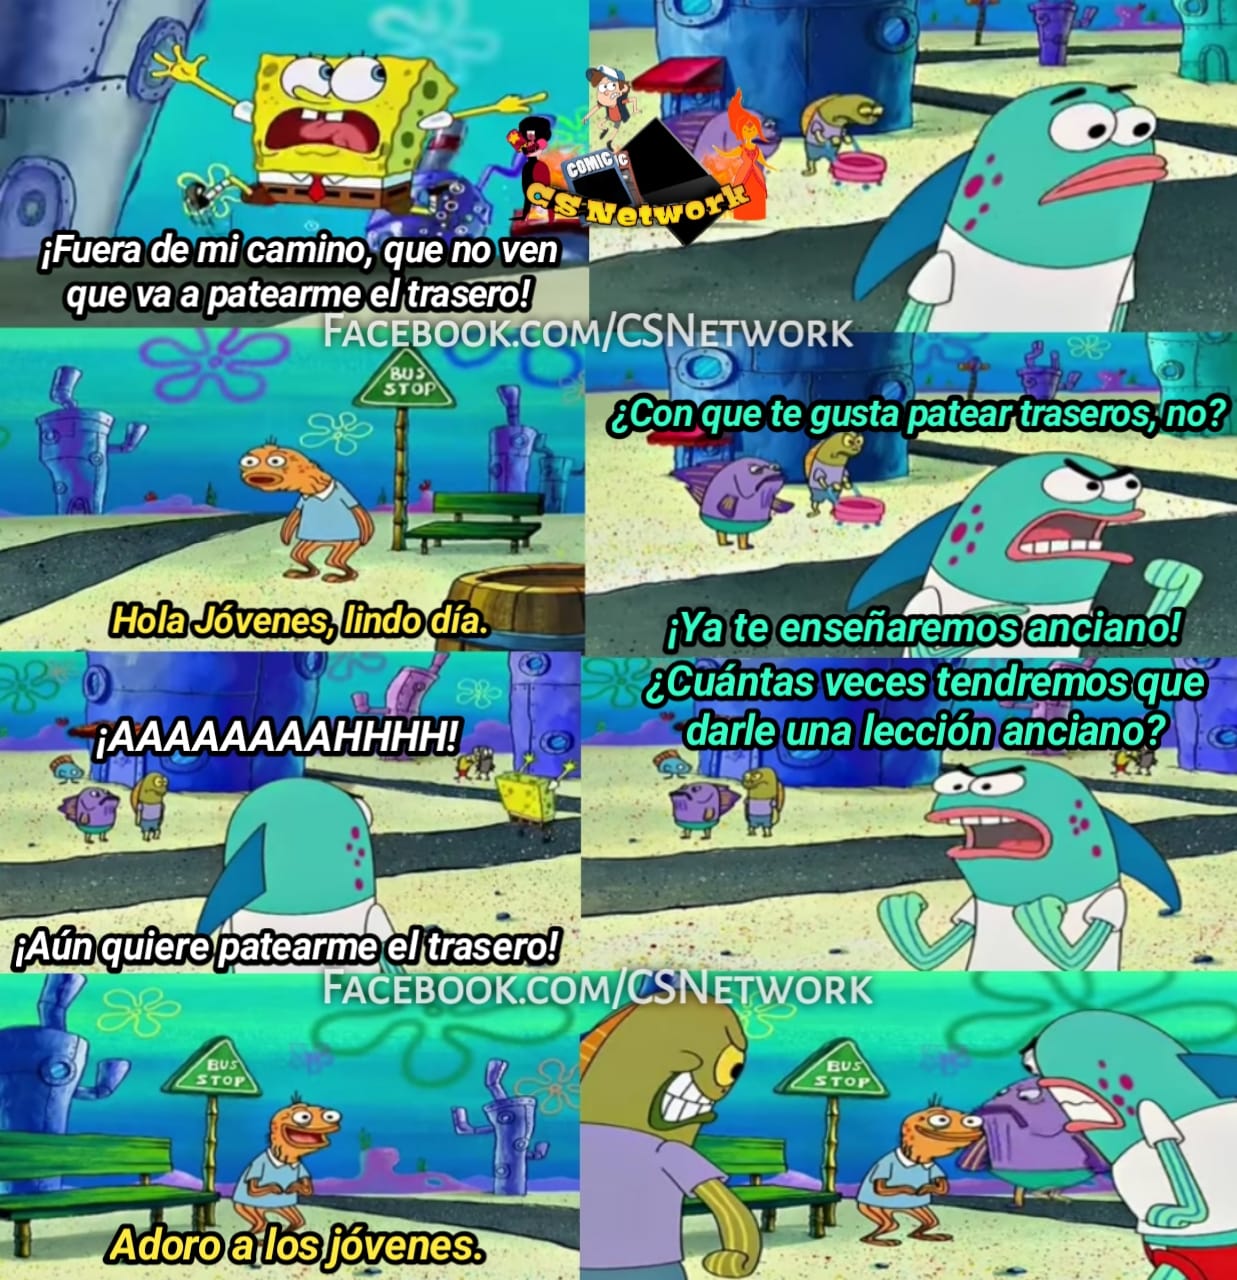 COMIC
CS Network
¡Fuera de mi camino, que no ven
que va a patearme el trasero!
FACEBOOK.COM/CSNETWORK
BUS
STOP
Hola Jóvenes, lindo día.
¿Con que te gusta patear traseros, no?
¡Ya te enseñaremos anciano!
¡AAAAAAAAHHHH!
¡Aún quiere patearme el trasero!
¿Cuántas veces tendremos que
darle una lección anciano?
FACEBOOK.COM/CSNETWORK
BUS
STOP
Adoro a los jóvenes.
BUS
STOP